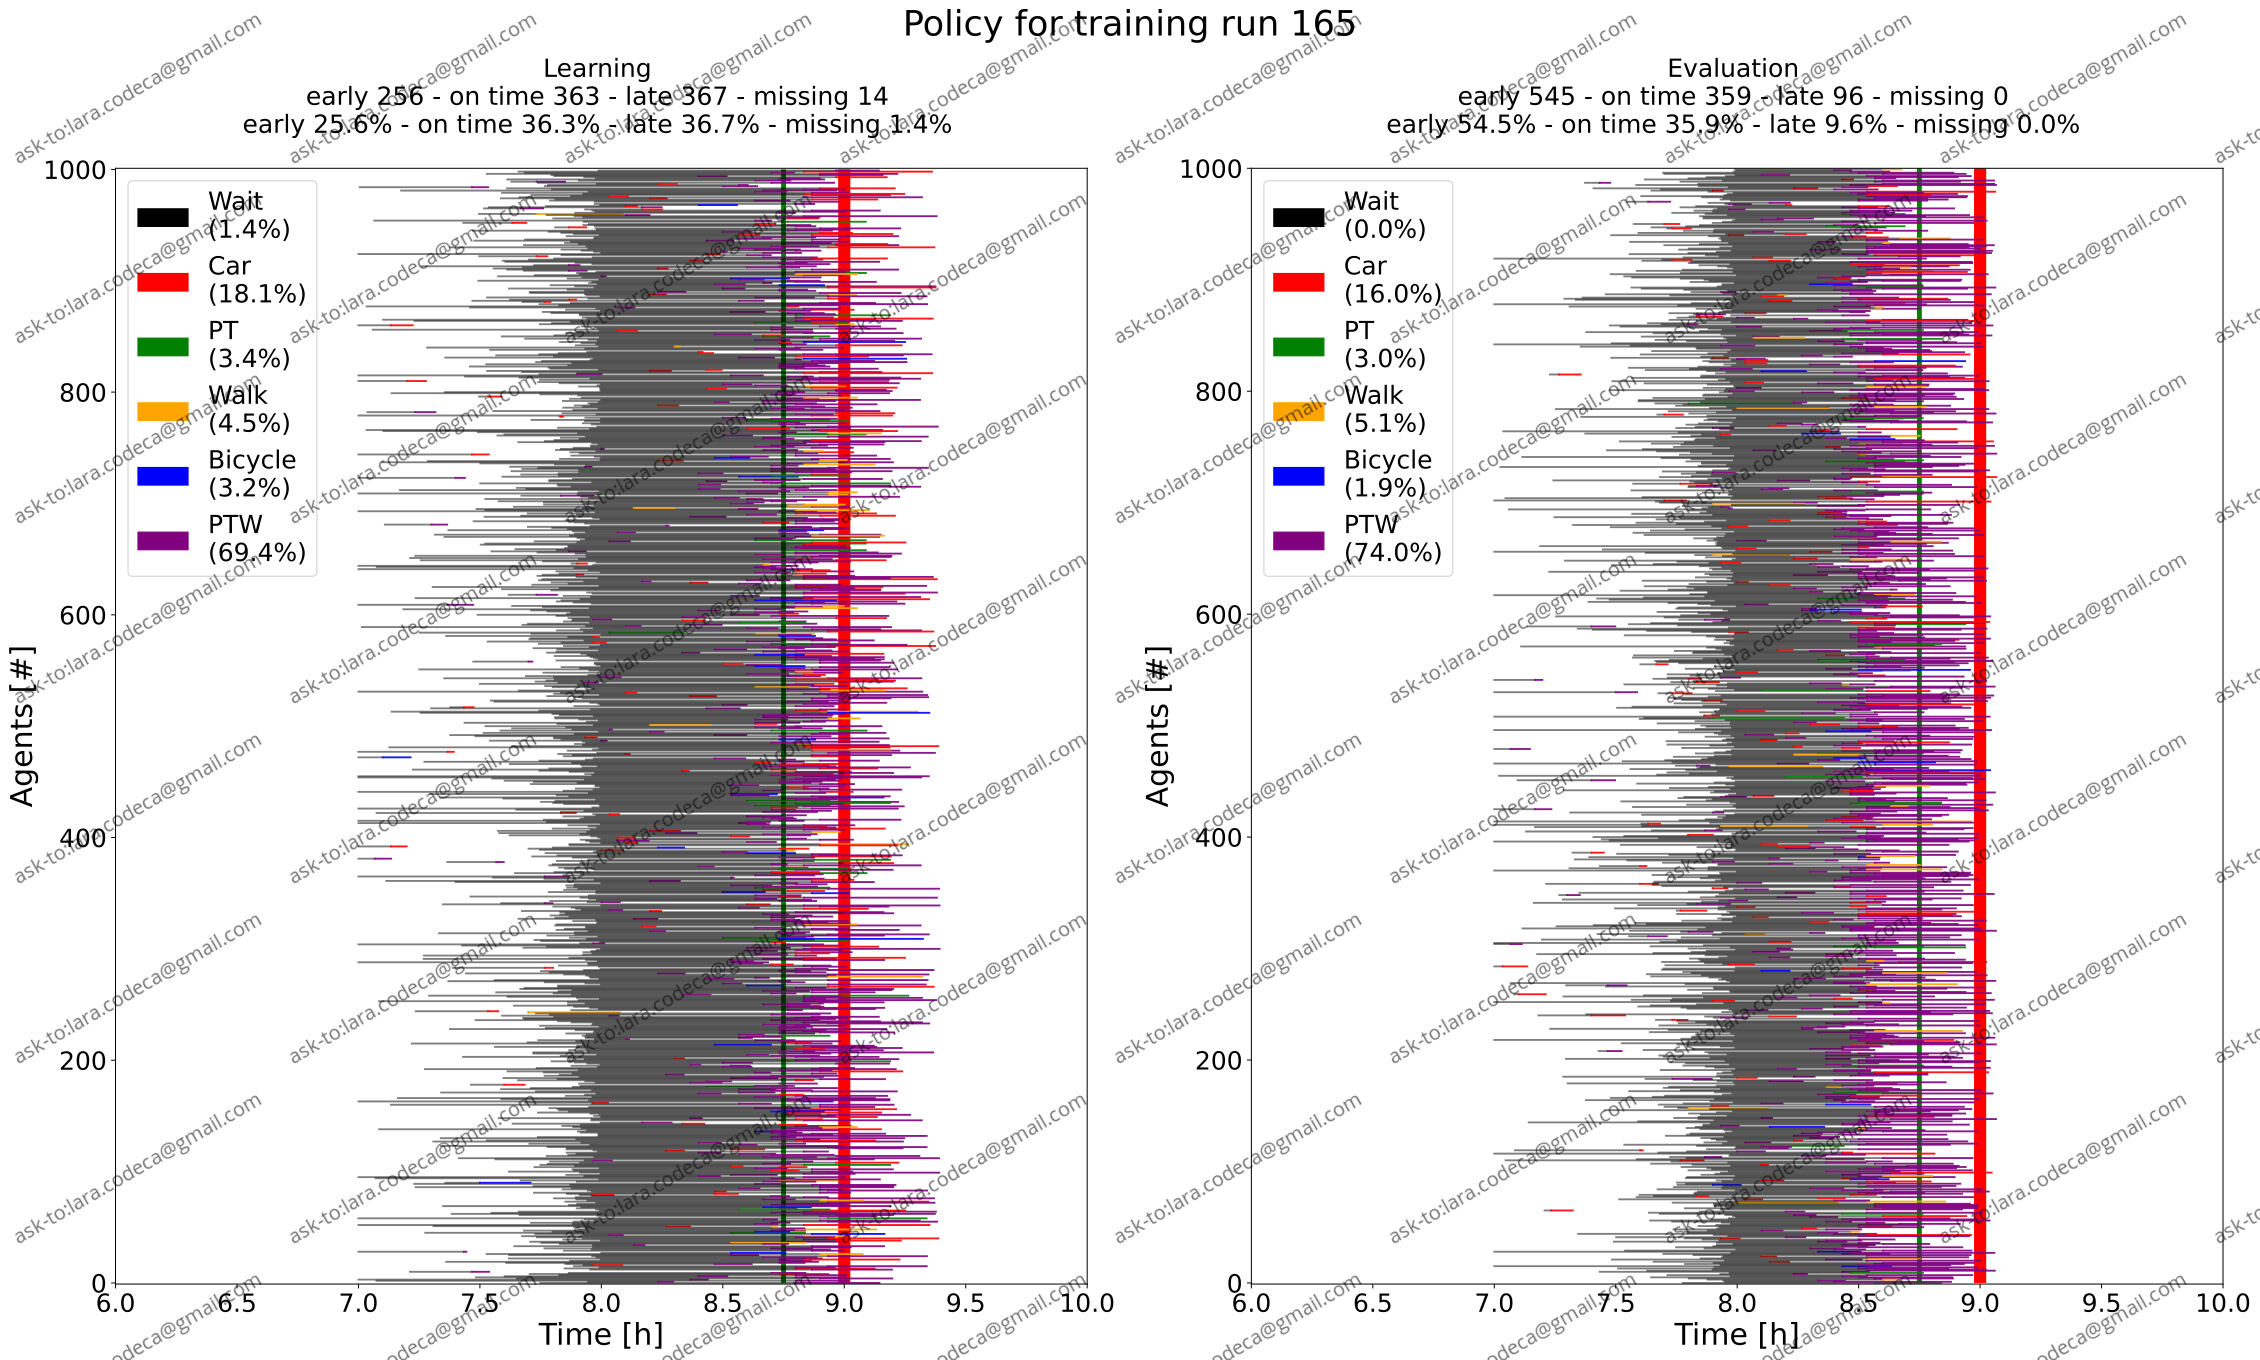 Policy for training run 165
Learning
early 256 - on time 363 - late 367 - missing 14
early 25.6% - on time 36.3% - late 36.7% - missing 1.4%
1000
800
600
400
200
0
Agents [#]
Wait
(1.4%)
Car
(18.1%)
PT
(3.4%)
Walk
(4.5%)
Bicycle
(3.2%)
PTW
(69.4%)
6.0 6.5 7.0 7.5 8.0 8.5 9.0 9.5 10.0
Time [h]
Evaluation
early 545 - on time 359 - late 96 - missing 0
early 54.5% - on time 35.9% - late 9.6% - missing 0.0%
1000
800
600
400
200
0
Agents [#]
Wait
(0.0%)
Car
(16.0%)
PT
(3.0%)
Walk
(5.1%)
Bicycle
(1.9%)
PTW
(74.0%)
6.0 6.5 7.0 7.5 8.0 8.5 9.0 9.5 10.0
Time [h]
ask-to:lara.codeca@gmail.com